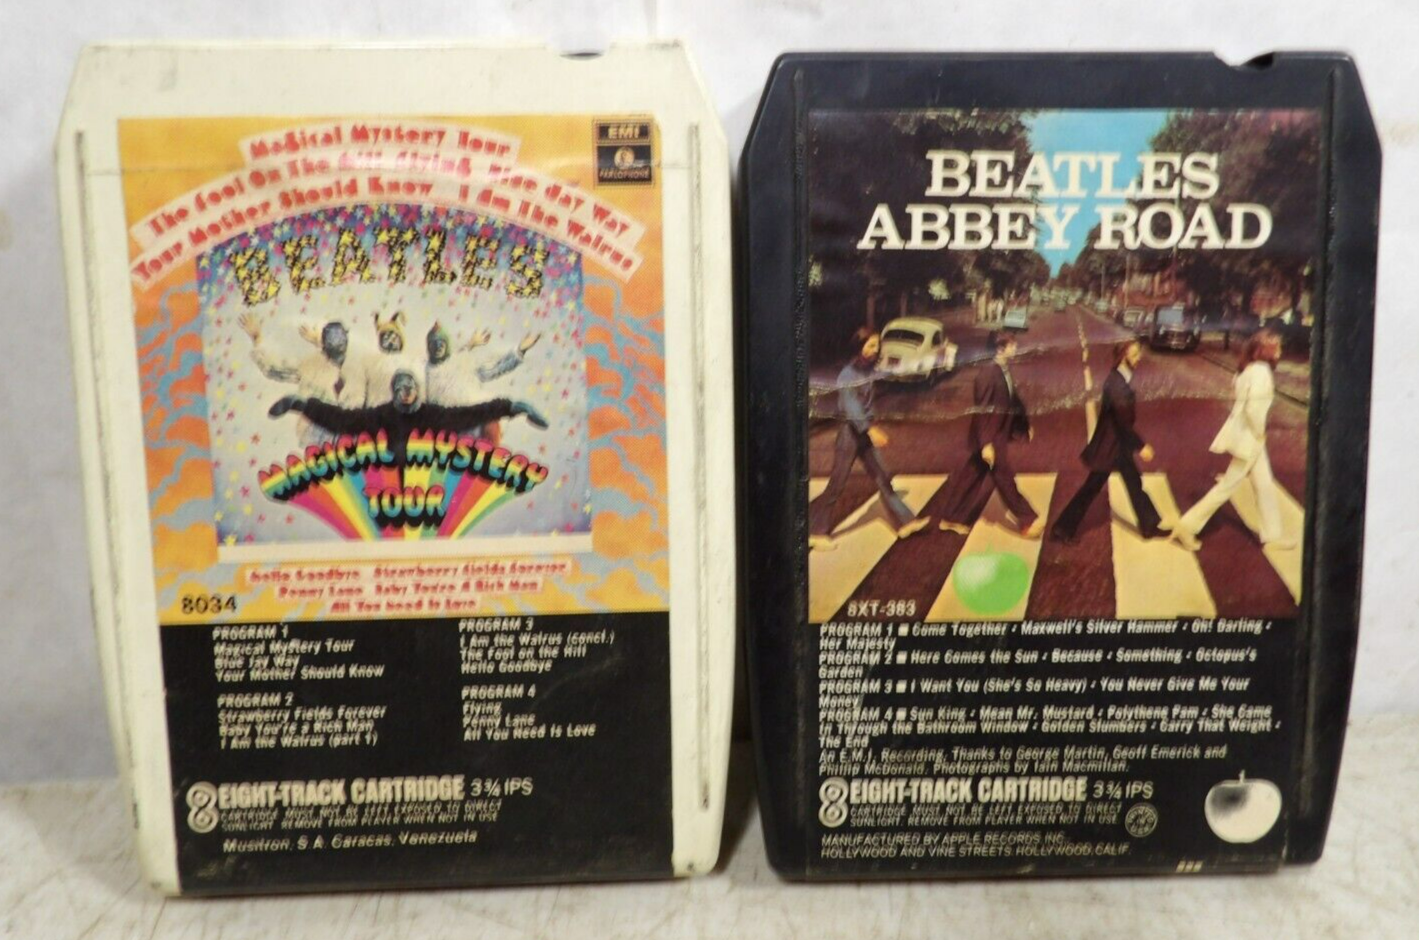 Magical Mystery Tour
The Fool On The Hill Flying Blue Jay Way
Your Mother Should Know I Am The Walrus
EMI
PARLOPHONE
BEATLES
MAGICAL MYSTERY
TOUR
Hello Goodbye Strawberry Fields Forever
Penny Lane Baby You're A Rich Man
All You Need Is Love
8034
PROGRAM 1
Magical Mystery Tour
Blue Jay Way
Your Mother Should Know
PROGRAM 2
Strawberry Fields Forever
Baby You're a Rich Man
I Am the Walrus (part 1)
PROGRAM 3
I Am the Walrus (concl.)
The Fool on the Hill
Hello Goodbye
PROGRAM 4
Flying
Penny Lane
All You Need Is Love
8 EIGHT-TRACK CARTRIDGE 3¾ IPS
CARTRIDGE MUST NOT BE LEFT EXPOSED TO DIRECT
SUNLIGHT. REMOVE FROM PLAYER WHEN NOT IN USE
Musitron, S.A. Caracas, Venezuela
BEATLES
ABBEY ROAD
8XT-383
PROGRAM 1 ■ Come Together • Maxwell's Silver Hammer • Oh! Darling •
Her Majesty
PROGRAM 2 ■ Here Comes the Sun • Because • Something • Octopus's
Garden
PROGRAM 3 ■ I Want You (She's So Heavy) • You Never Give Me Your
Money
PROGRAM 4 ■ Sun King • Mean Mr. Mustard • Polythene Pam • She Came
In Through the Bathroom Window • Golden Slumbers • Carry That Weight •
The End
An E.M.I. Recording, Thanks to George Martin, Geoff Emerick and
Phillip McDonald. Photographs by Iain Macmillan.
8 EIGHT-TRACK CARTRIDGE 3¾ IPS
CARTRIDGE MUST NOT BE LEFT EXPOSED TO DIRECT
SUNLIGHT. REMOVE FROM PLAYER WHEN NOT IN USE
MANUFACTURED BY APPLE RECORDS INC.
HOLLYWOOD AND VINE STREETS, HOLLYWOOD, CALIF.